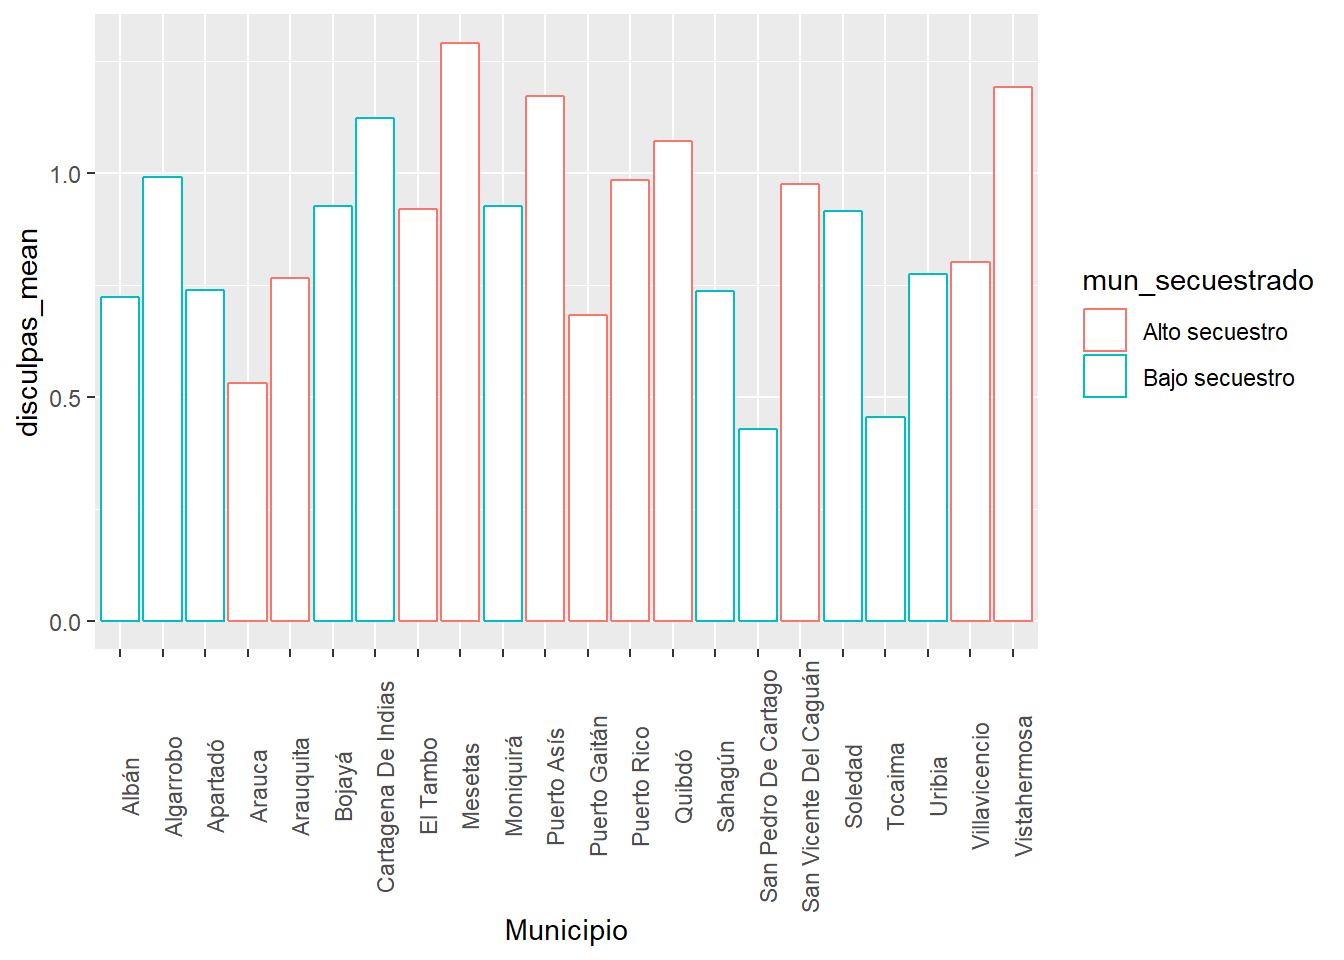 1.0
0.5
0.0
disculpas_mean
Albán
Algarrobo
Apartadó
Arauca
Arauquita
Bojayá
Cartagena De Indias
El Tambo
Mesetas
Moniquirá
Puerto Asís
Puerto Gaitán
Puerto Rico
Quibdó
Sahagún
San Pedro De Cartago
San Vicente Del Caguán
Soledad
Tocaima
Uribia
Villavicencio
Vistahermosa
Municipio
mun_secuestrado
Alto secuestro
Bajo secuestro